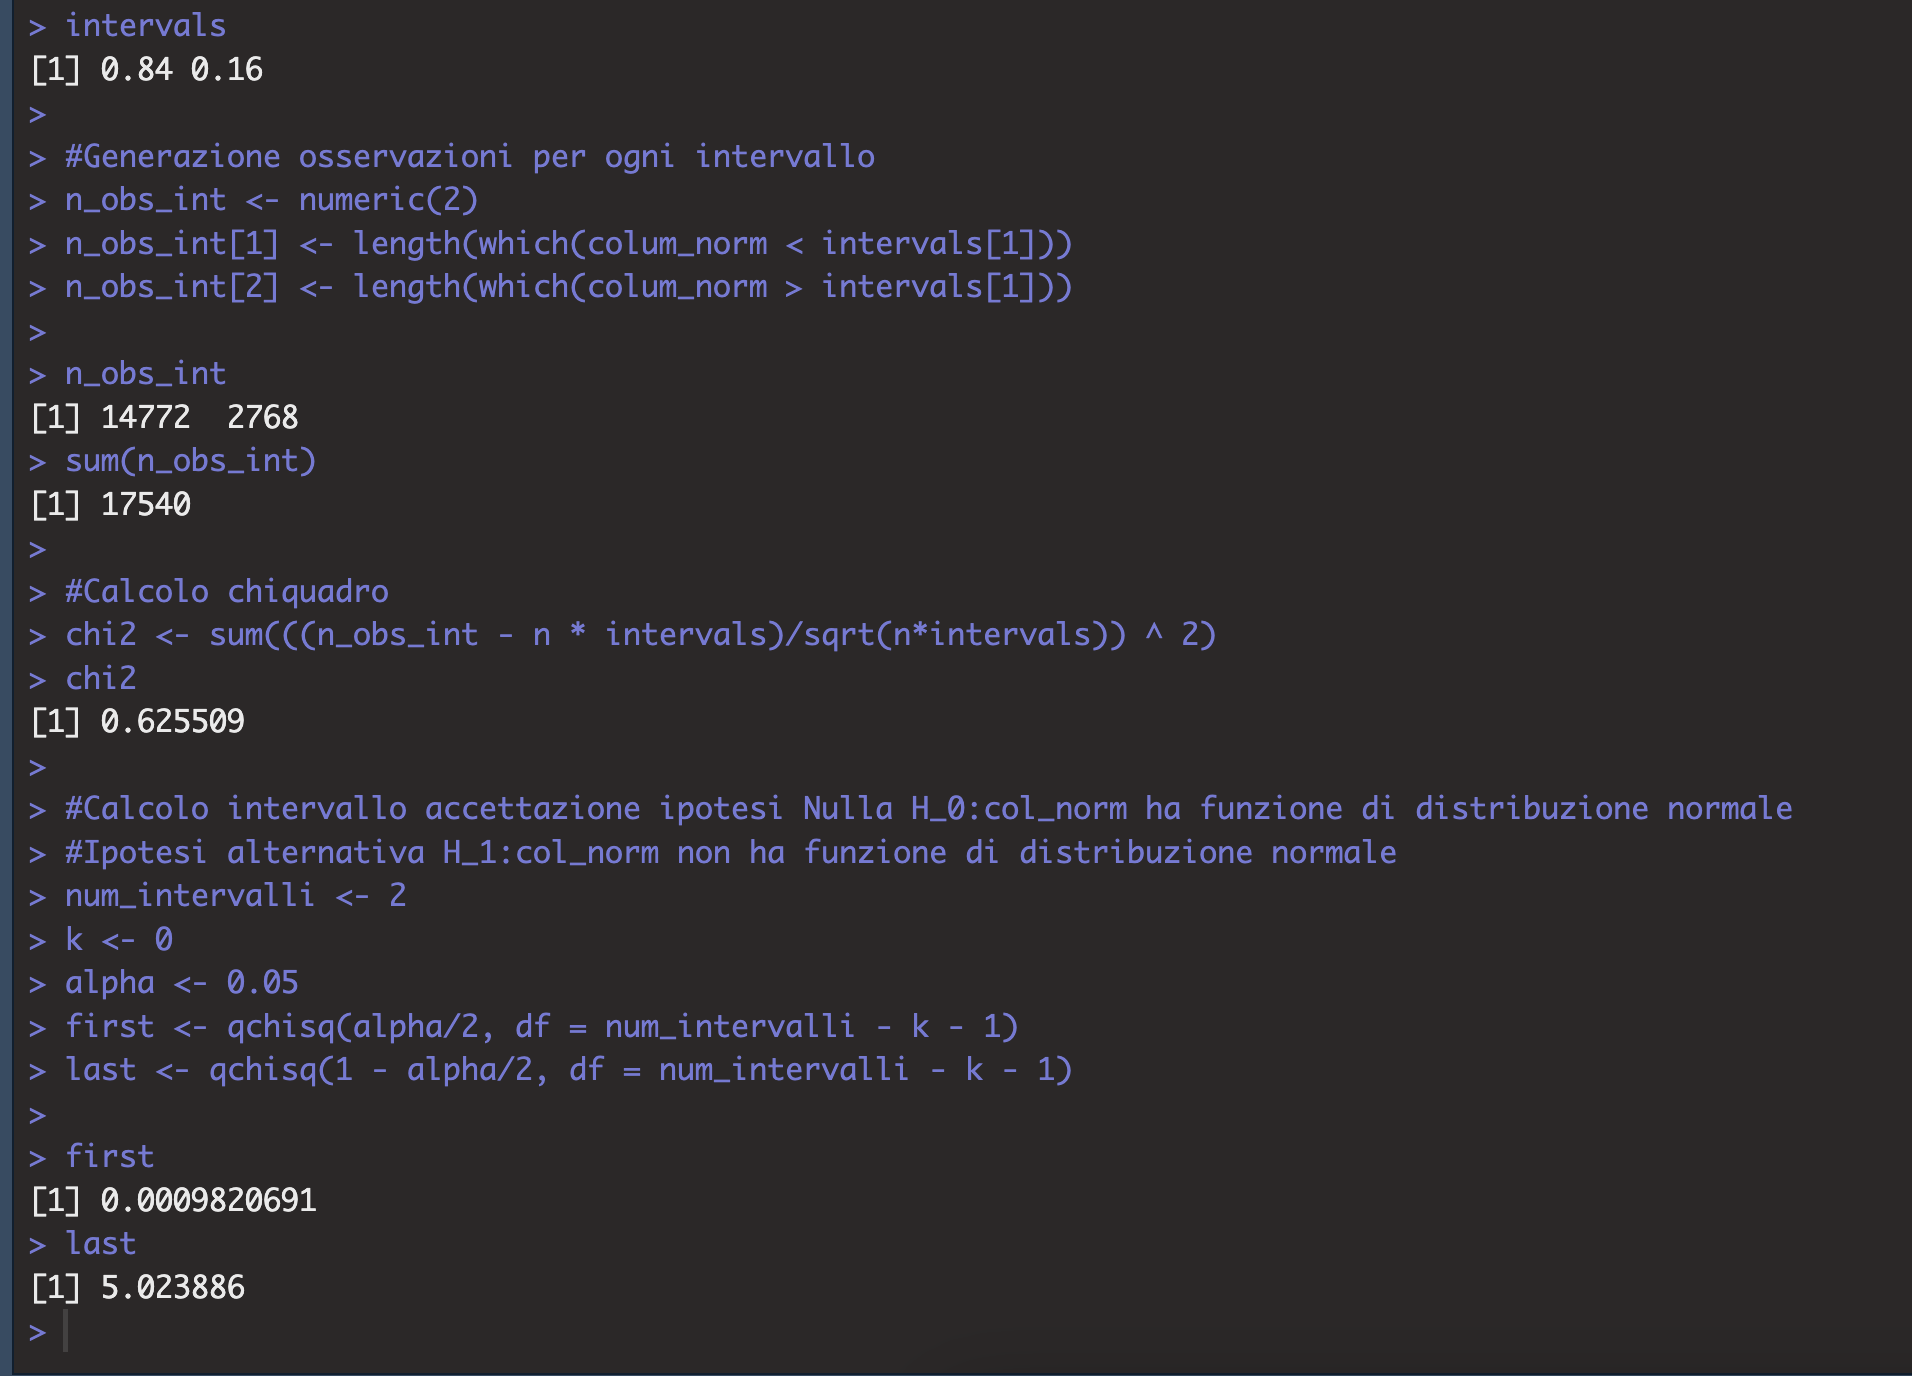 > intervals
[1] 0.84 0.16
>
> #Generazione osservazioni per ogni intervallo
> n_obs_int <- numeric(2)
> n_obs_int[1] <- length(which(colum_norm < intervals[1]))
> n_obs_int[2] <- length(which(colum_norm > intervals[1]))
>
> n_obs_int
[1] 14772  2768
> sum(n_obs_int)
[1] 17540
>
> #Calcolo chiquadro
> chi2 <- sum(((n_obs_int - n * intervals)/sqrt(n*intervals)) ^ 2)
> chi2
[1] 0.625509
>
> #Calcolo intervallo accettazione ipotesi Nulla H_0:col_norm ha funzione di distribuzione normale
> #Ipotesi alternativa H_1:col_norm non ha funzione di distribuzione normale
> num_intervalli <- 2
> k <- 0
> alpha <- 0.05
> first <- qchisq(alpha/2, df = num_intervalli - k - 1)
> last <- qchisq(1 - alpha/2, df = num_intervalli - k - 1)
>
> first
[1] 0.0009820691
> last
[1] 5.023886
>